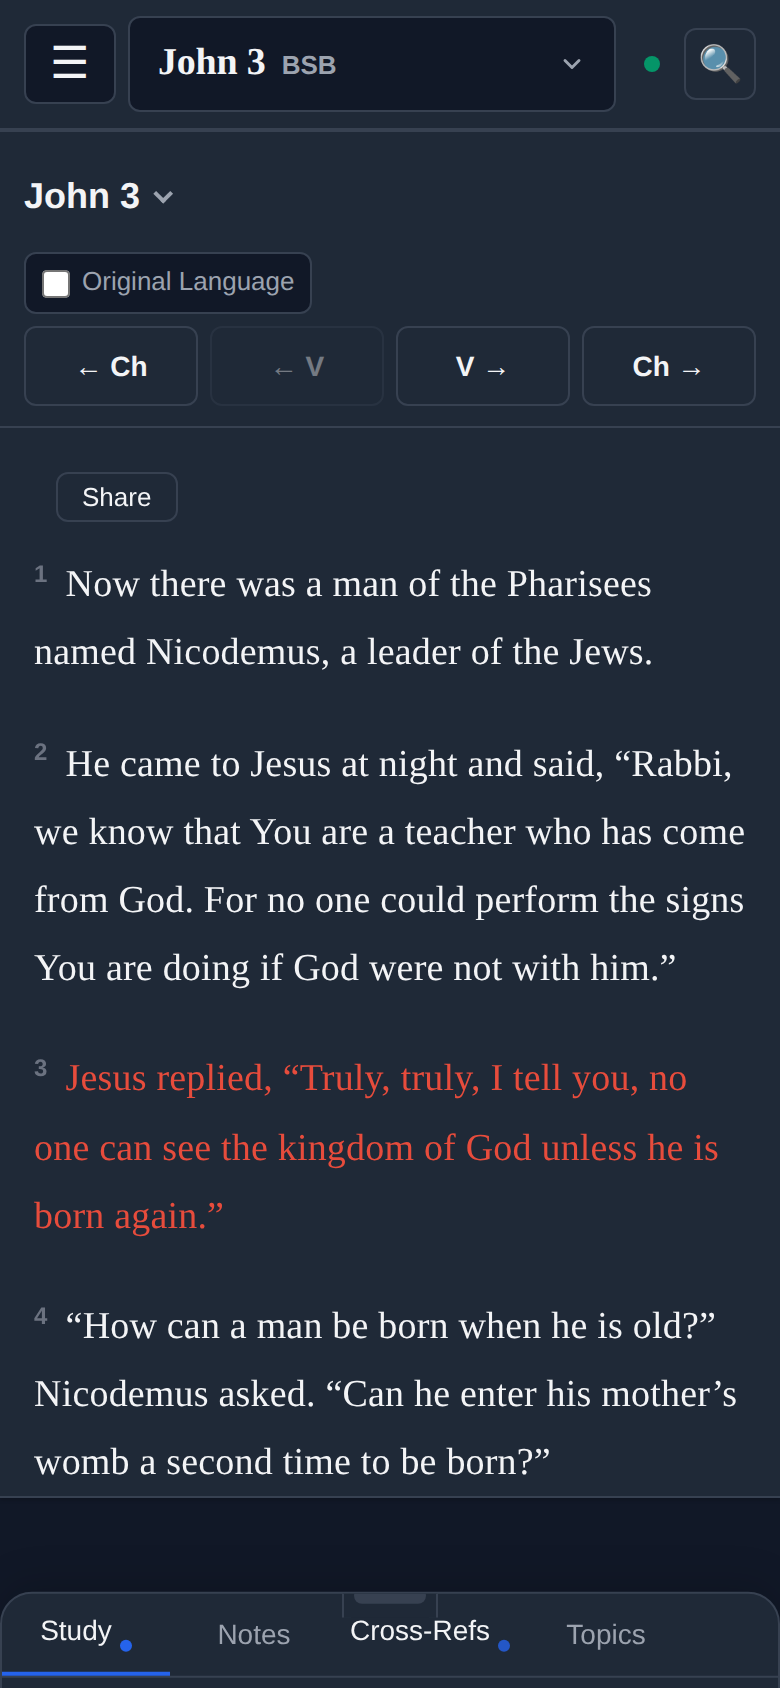 ☰
John 3 BSB
John 3
Original Language
← Ch
← V
V →
Ch →
Share
1 Now there was a man of the Pharisees
named Nicodemus, a leader of the Jews.
2 He came to Jesus at night and said, “Rabbi,
we know that You are a teacher who has come
from God. For no one could perform the signs
You are doing if God were not with him.”
3 Jesus replied, “Truly, truly, I tell you, no
one can see the kingdom of God unless he is
born again.”
4 “How can a man be born when he is old?”
Nicodemus asked. “Can he enter his mother’s
womb a second time to be born?”
Study
Notes
Cross-Refs
Topics